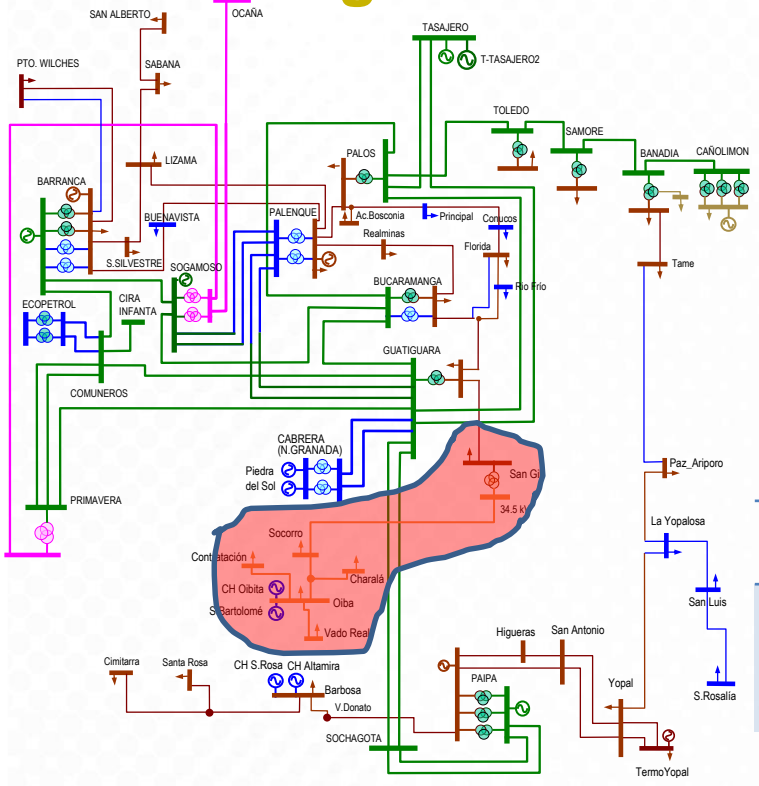 OCAÑA
SAN ALBERTO
TASAJERO
T-TASAJERO2
PTO. WILCHES
SABANA
TOLEDO
SAMORE
BANADIA
CAÑOLIMON
LIZAMA
PALOS
BARRANCA
BUENAVISTA
PALENQUE
Ac.Bosconia
Principal
Conucos
Realminas
Florida
S.SILVESTRE
SOGAMOSO
Tame
BUCARAMANGA
Rio Frío
ECOPETROL
CIRA
INFANTA
GUATIGUARA
COMUNEROS
CABRERA
(N.GRANADA)
Piedra
del Sol
San Gi
Paz_Ariporo
34.5 k
PRIMAVERA
La Yopalosa
Socorro
Contratación
Charalá
CH Oibita
Oiba
S.Bartolomé
San Luis
Vado Real
Higueras
San Antonio
Cimitarra
Santa Rosa
CH S.Rosa
CH Altamira
Barbosa
V.Donato
PAIPA
Yopal
S.Rosalía
SOCHAGOTA
TermoYopal